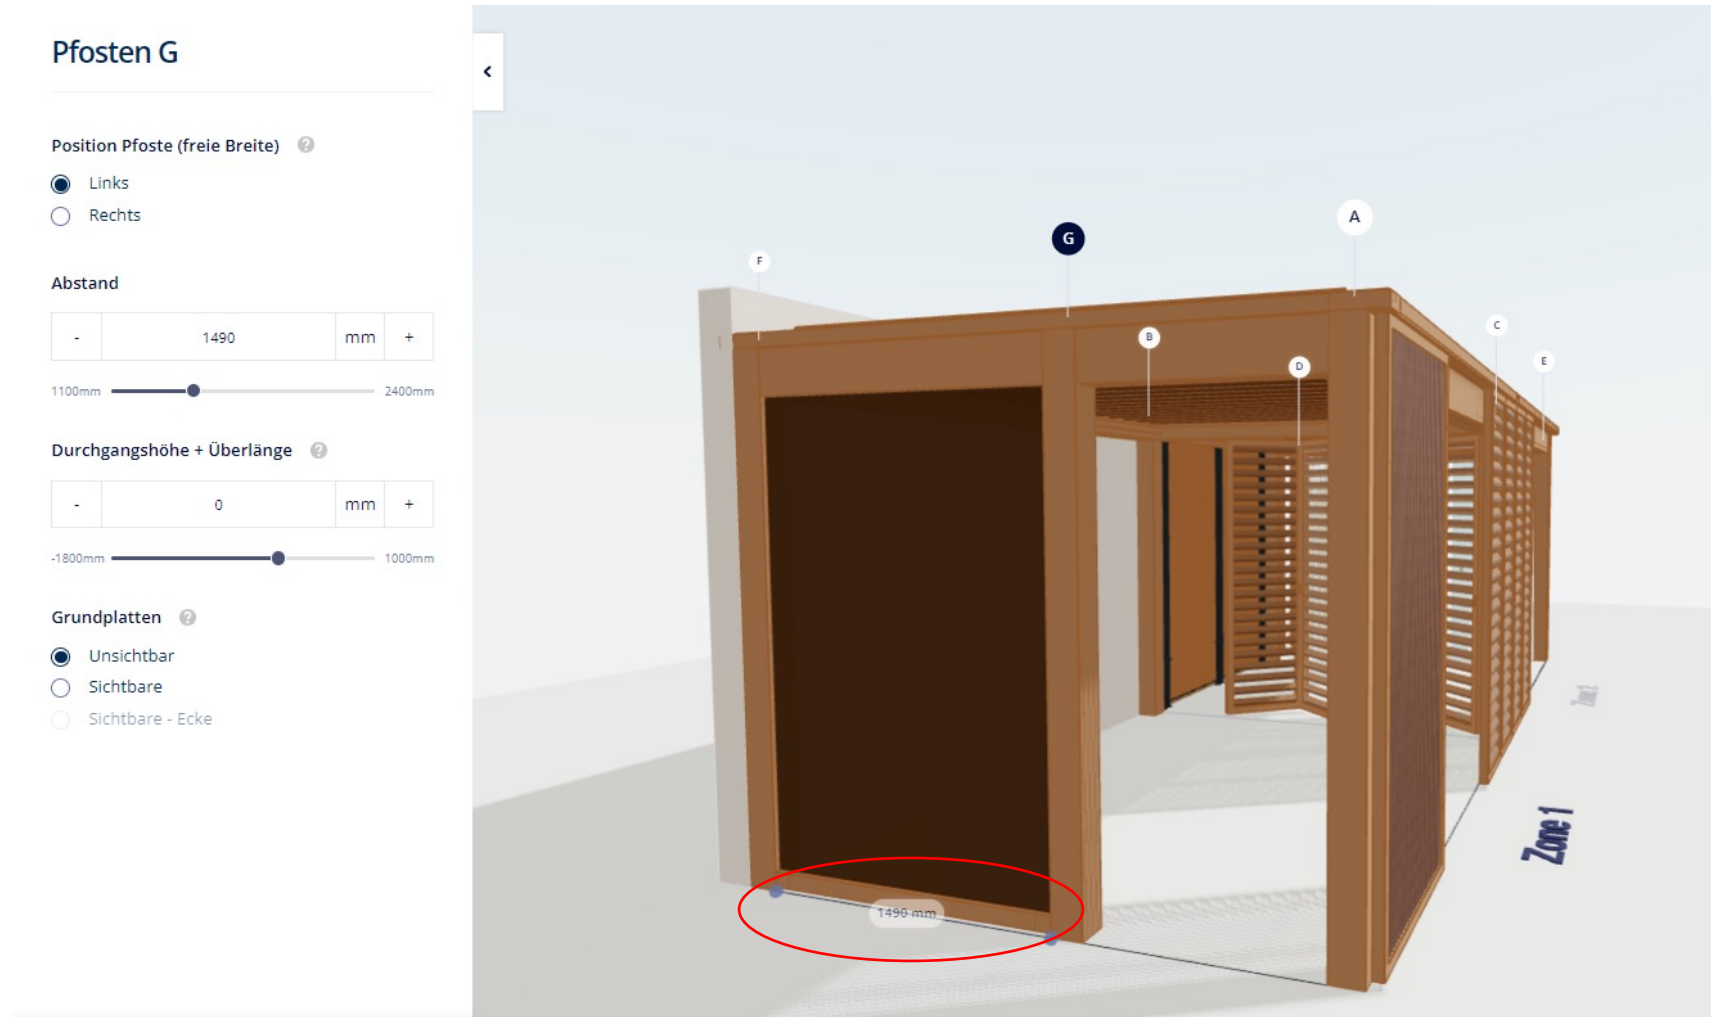 Pfosten G
Position Pfoste (freie Breite) ?
Links
Rechts
Abstand
- 1490 mm +
1100mm 2400mm
Durchgangshöhe + Überlänge ?
- 0 mm +
-1800mm 1000mm
Grundplatten ?
Unsichtbar
Sichtbare
Sichtbare - Ecke
A
G
F
C
B
E
D
Zone 1
1490 mm